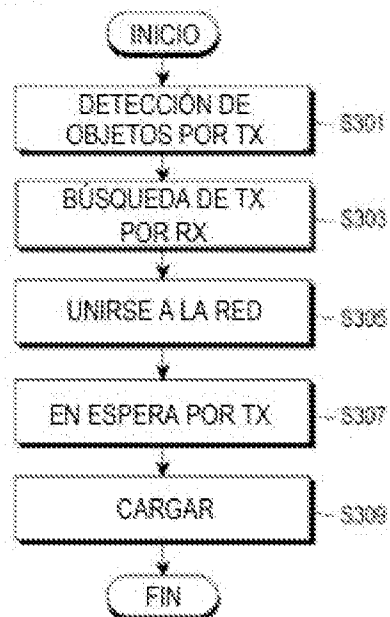 INICIO
DETECCIÓN DE
OBJETOS POR TX
S301
BÚSQUEDA DE TX
POR RX
S303
UNIRSE A LA RED
S305
EN ESPERA POR TX
S307
CARGAR
S309
FIN